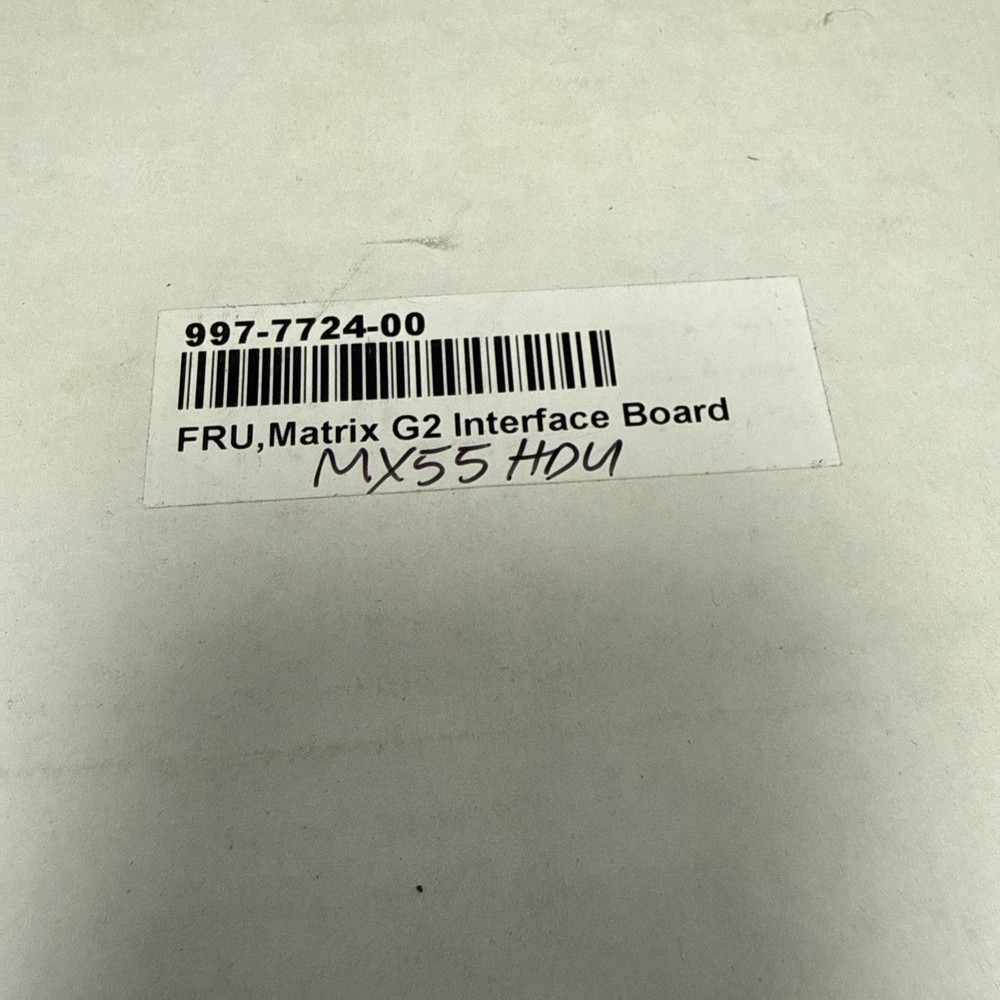 997-7724-00
FRU,Matrix G2 Interface Board
MX55 HDU